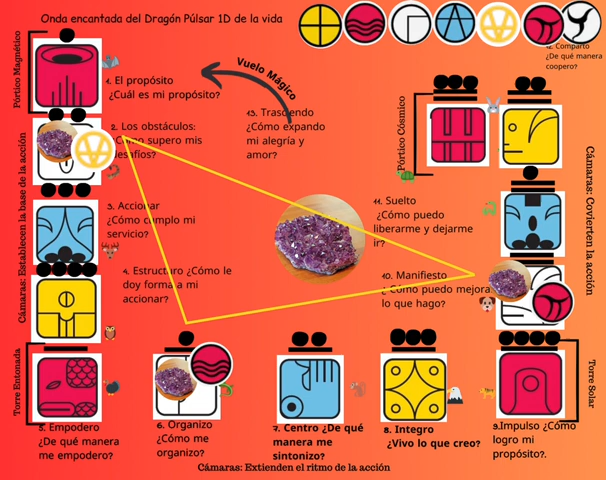 Onda encantada del Dragón Púlsar 1D de la vida
Pórtico Magnético
1. El propósito
¿Cuál es mi propósito?
Vuelo Mágico
13. Trasciendo
¿Cómo expando
mi alegría y
amor?
12. Comparto
¿De qué manera
coopero?
Pórtico Cósmico
Cámaras: Establecen la base de la acción
2. Los obstáculos:
¿Cómo supero mis
desafíos?
3. Accionar
¿Cómo cumplo mi
servicio?
4. Estructuro ¿Cómo le
doy forma a mi
accionar?
11. Suelto
¿Cómo puedo
liberarme y dejarme
ir?
10. Manifiesto
¿Cómo puedo mejorar
lo que hago?
Cámaras: Covierten la acción
Torre Entonada
5. Empodero
¿De qué manera
me empodero?
6. Organizo
¿Cómo me
organizo?
7. Centro ¿De qué
manera me
sintonizo?
8. Integro
¿Vivo lo que creo?
9.Impulso ¿Cómo
logro mi
propósito?.
Torre Solar
Cámaras: Extienden el ritmo de la acción